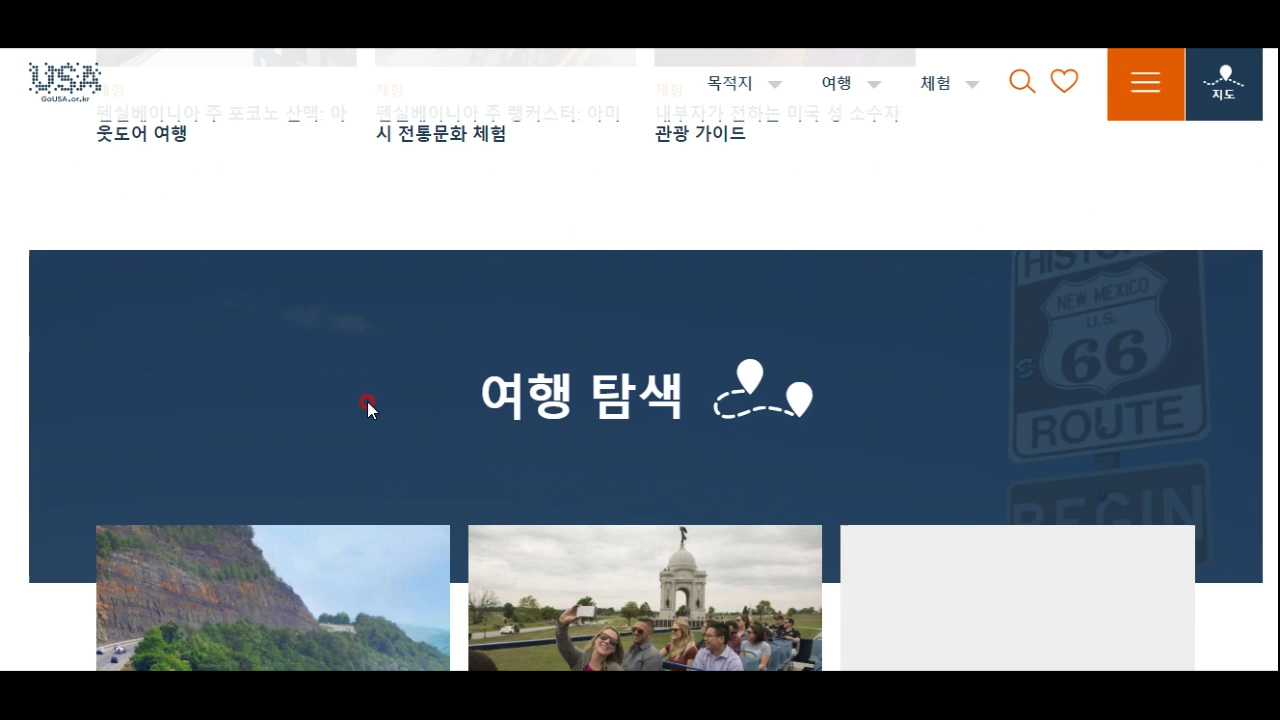 USA
GoUSA.or.kr
목적지
여행
체험
지도
체험
펜실베이니아 주 포코노 산맥: 아
웃도어 여행
체험
펜실베이니아 주 랭커스터: 아미
시 전통문화 체험
체험
내부자가 전하는 미국 성 소수자
관광 가이드
여행 탐색
HISTO
NEW MEXICO
U.S.
66
ROUTE
BEGIN